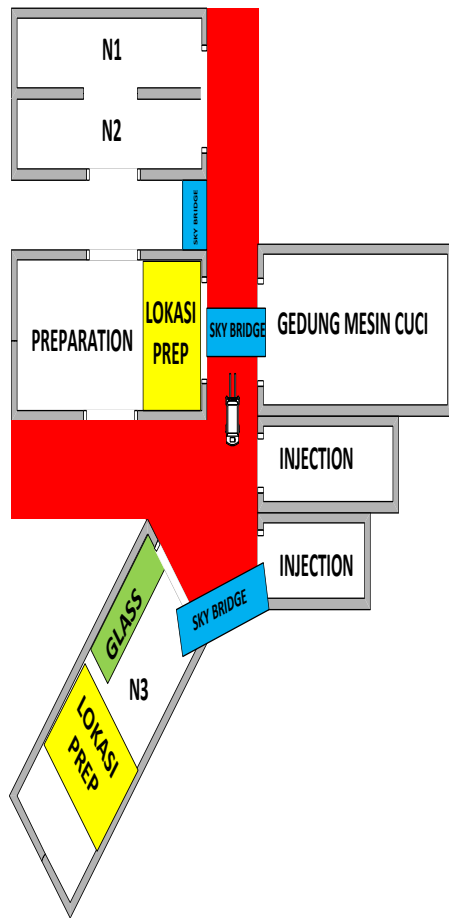 N1
N2
SKY BRIDGE
PREPARATION
LOKASI
PREP
SKY BRIDGE
GEDUNG MESIN CUCI
INJECTION
INJECTION
SKY BRIDGE
GLASS
N3
LOKASI
PREP